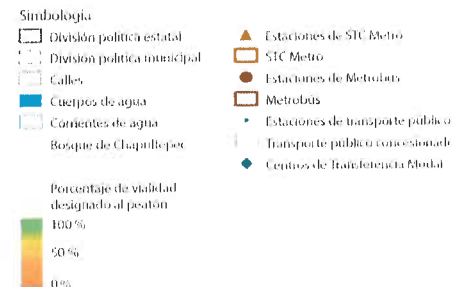 Simbología
División política estatal
División política municipal
Calles
Cuerpos de agua
Corrientes de agua
Bosque de Chapultepec
Porcentaje de vialidad
designado al peatón
100 %
50 %
0 %
Estaciones de STC Metro
STC Metro
Estaciones de Metrobús
Metrobús
Estaciones de transporte público
Transporte público concesionado
Centros de Transferencia Modal